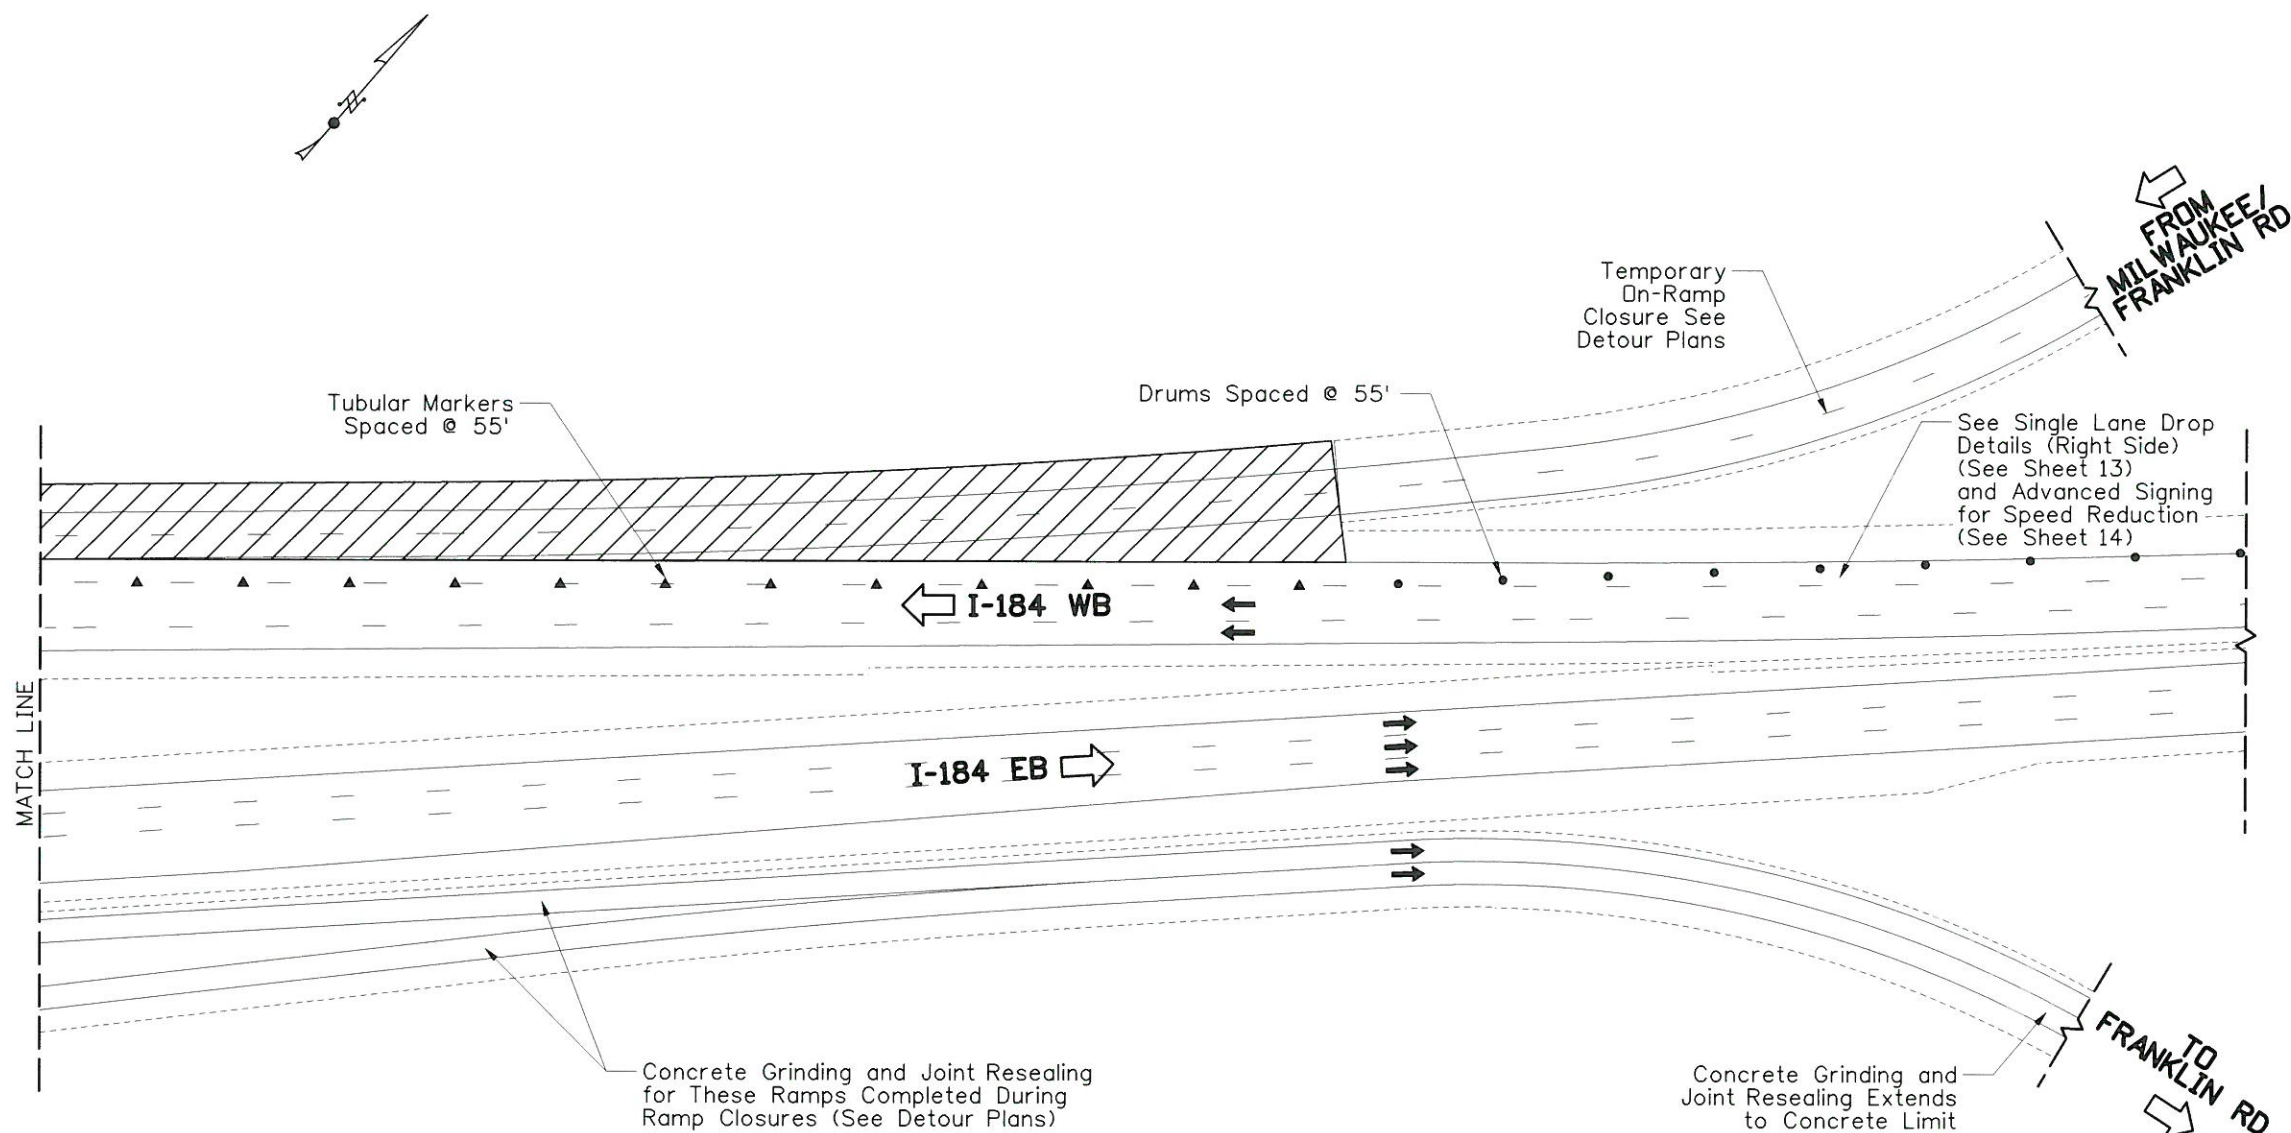 FROM
MILWAUKEE/
FRANKLIN RD
Temporary
On-Ramp
Closure See
Detour Plans
Tubular Markers
Spaced @ 55'
Drums Spaced @ 55'
See Single Lane Drop
Details (Right Side)
(See Sheet 13)
and Advanced Signing
for Speed Reduction
(See Sheet 14)
I-184 WB
MATCH LINE
I-184 EB
Concrete Grinding and Joint Resealing
for These Ramps Completed During
Ramp Closures (See Detour Plans)
Concrete Grinding and
Joint Resealing Extends
to Concrete Limit
TO
FRANKLIN RD